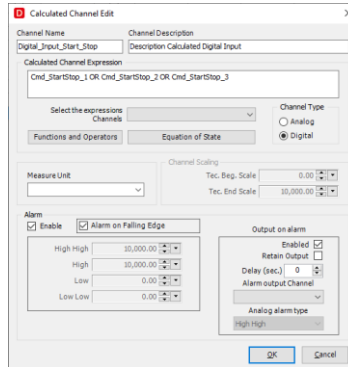 D Calculated Channel Edit
Channel Name
Channel Description
Digital_Input_Start_Stop
Description Calculated Digital Input
Calculated Channel Expression
Cmd_StartStop_1 OR Cmd_StartStop_2 OR Cmd_StartStop_3
Select the expressions
Channels
Channel Type
Analog
Digital
Functions and Operators
Equation of State
Channel Scaling
Measure Unit
Tec. Beg. Scale
0.00
Tec. End Scale
10,000.00
Alarm
Enable
Alarm on Falling Edge
High High
10,000.00
High
10,000.00
Low
0.00
Low Low
0.00
Output on alarm
Enabled
Retain Output
Delay (sec.)
0
Alarm output Channel
Analog alarm type
High High
OK
Cancel